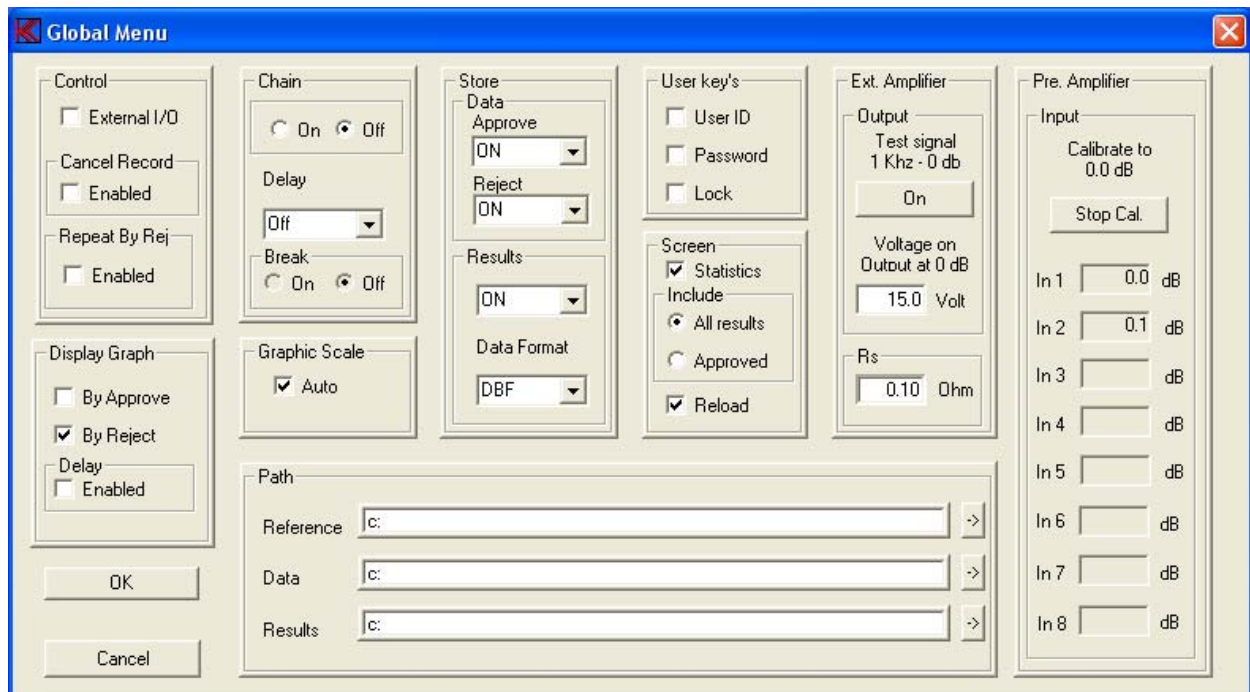 Global Menu
Control
External I/O
Cancel Record
Enabled
Repeat By Rej
Enabled
Display Graph
By Approve
By Reject
Delay
Enabled
OK
Cancel
Chain
On Off
Delay
Off
Break
On Off
Graphic Scale
Auto
Store
Data
Approve
ON
Reject
ON
Results
ON
Data Format
DBF
User key's
User ID
Password
Lock
Screen
Statistics
Include
All results
Approved
Reload
Ext. Amplifier
Output
Test signal
1 Khz - 0 db
On
Voltage on
Output at 0 dB
15.0 Volt
Rs
0.10 Ohm
Path
Reference c: ->
Data c: ->
Results c: ->
Pre. Amplifier
Input
Calibrate to
0.0 dB
Stop Cal.
In 1 0.0 dB
In 2 0.1 dB
In 3 dB
In 4 dB
In 5 dB
In 6 dB
In 7 dB
In 8 dB